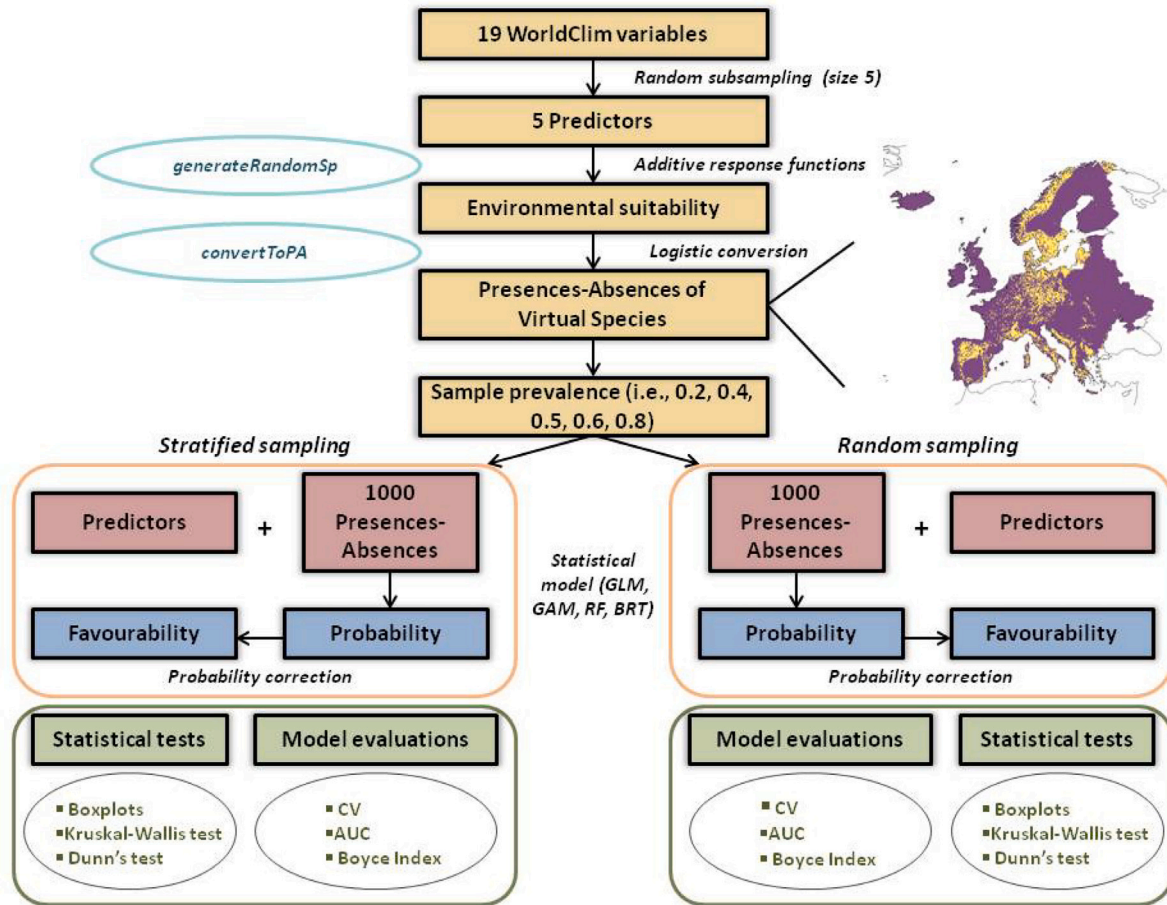 19 WorldClim variables
Random subsampling (size 5)
5 Predictors
generateRandomSp
Additive response functions
Environmental suitability
convertToPA
Logistic conversion
Presences-Absences of
Virtual Species
Sample prevalence (i.e., 0.2, 0.4,
0.5, 0.6, 0.8)
Stratified sampling
Random sampling
Predictors
+
1000
Presences-
Absences
Favourability
Probability
Probability correction
Statistical
model (GLM,
GAM, RF, BRT)
1000
Presences-
Absences
+
Predictors
Probability
Favourability
Probability correction
Statistical tests
Model evaluations
▪ Boxplots
▪Kruskal-Wallis test
▪ Dunn's test
▪ CV
▪AUC
▪ Boyce Index
Model evaluations
Statistical tests
▪ CV
▪AUC
▪ Boyce Index
▪ Boxplots
▪Kruskal-Wallis test
▪ Dunn's test